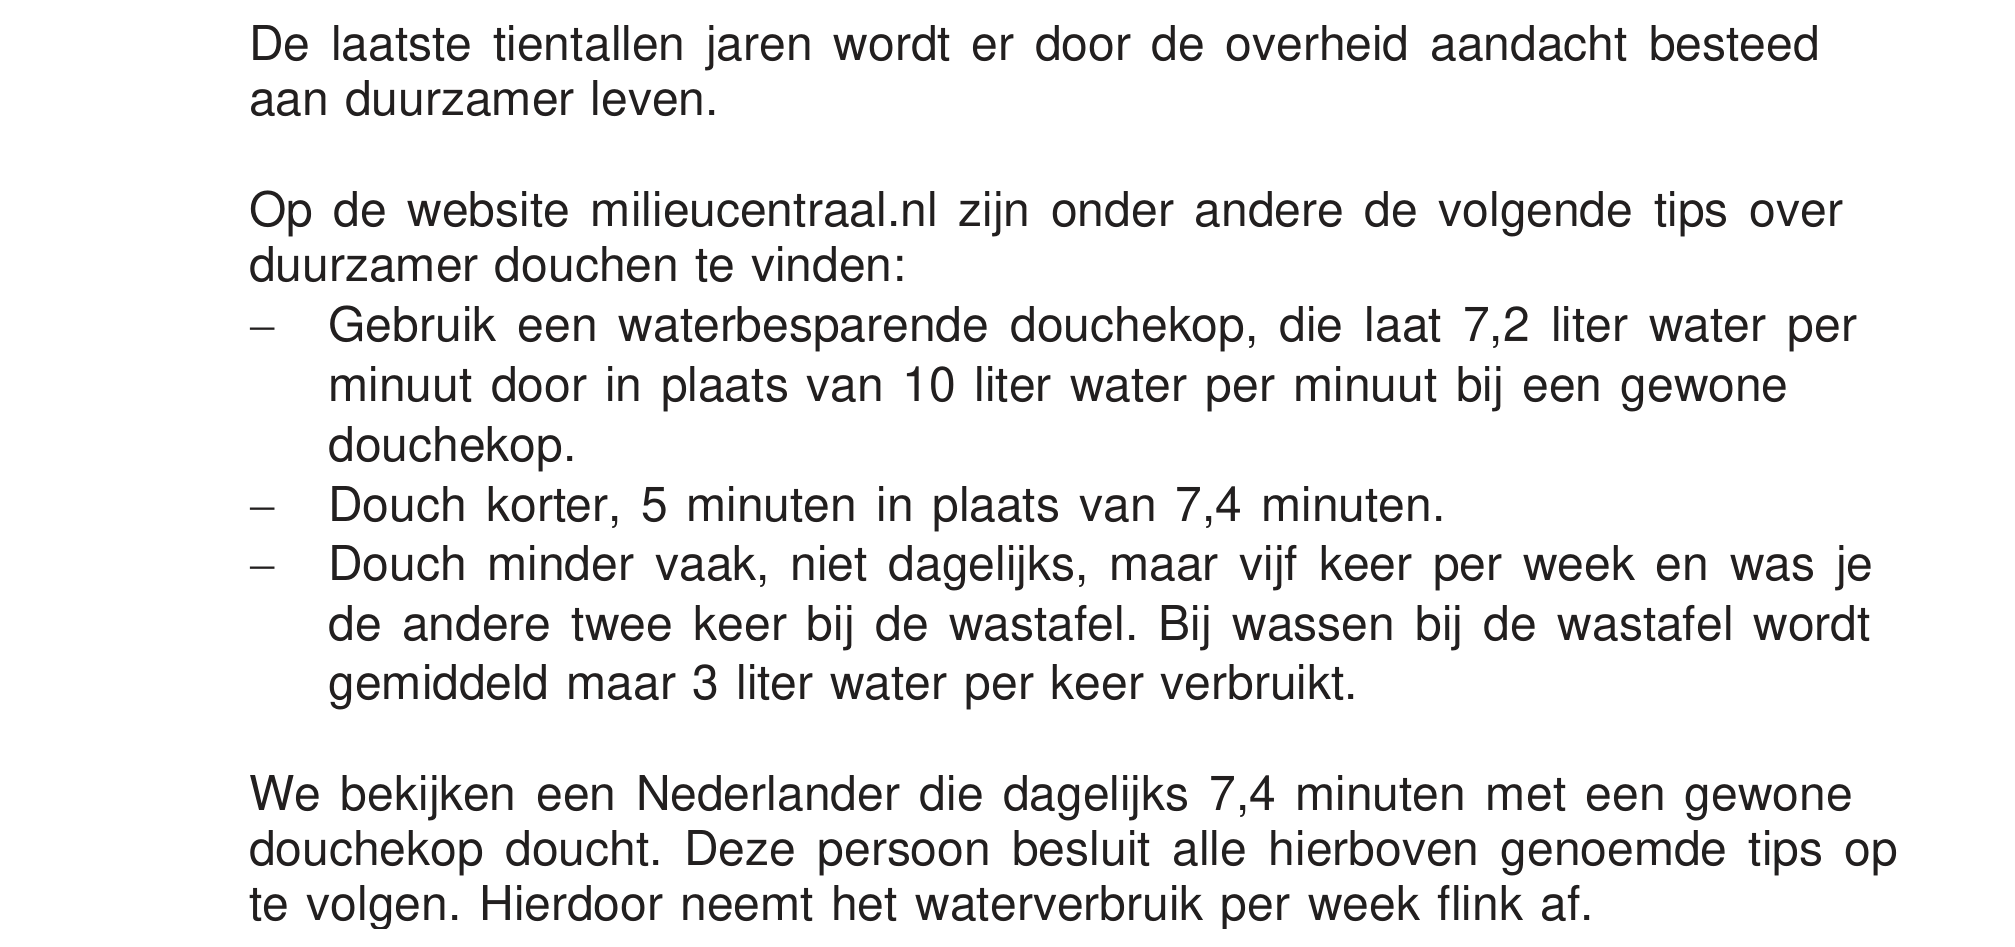 De laatste tientallen jaren wordt er door de overheid aandacht besteed
aan duurzamer leven.
Op de website milieucentraal.nl zijn onder andere de volgende tips over
duurzamer douchen te vinden:
– Gebruik een waterbesparende douchekop, die laat 7,2 liter water per
minuut door in plaats van 10 liter water per minuut bij een gewone
douchekop.
– Douch korter, 5 minuten in plaats van 7,4 minuten.
– Douch minder vaak, niet dagelijks, maar vijf keer per week en was je
de andere twee keer bij de wastafel. Bij wassen bij de wastafel wordt
gemiddeld maar 3 liter water per keer verbruikt.
We bekijken een Nederlander die dagelijks 7,4 minuten met een gewone
douchekop doucht. Deze persoon besluit alle hierboven genoemde tips op
te volgen. Hierdoor neemt het waterverbruik per week flink af.